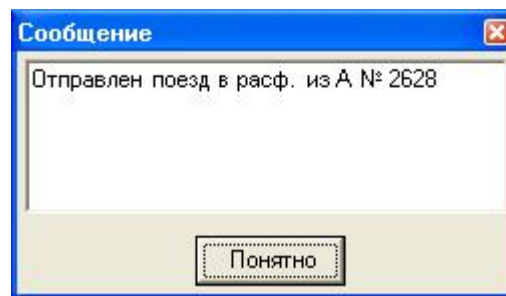 Сообщение
Отправлен поезд в расф. из А № 2628
Понятно